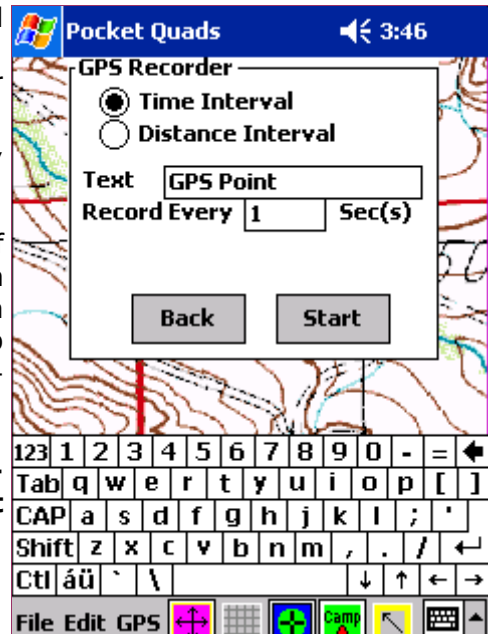 Pocket Quads 3:46
GPS Recorder
Time Interval
Distance Interval
Text GPS Point
Record Every 1 Sec(s)
Back Start
123 1 2 3 4 5 6 7 8 9 0 - =
Tab q w e r t y u i o p [ ]
CAP a s d f g h j k l ; '
Shift z x c v b n m , . / ↵
Ctl áü ` \ ↓ ↑ ← →
File Edit GPS Camp